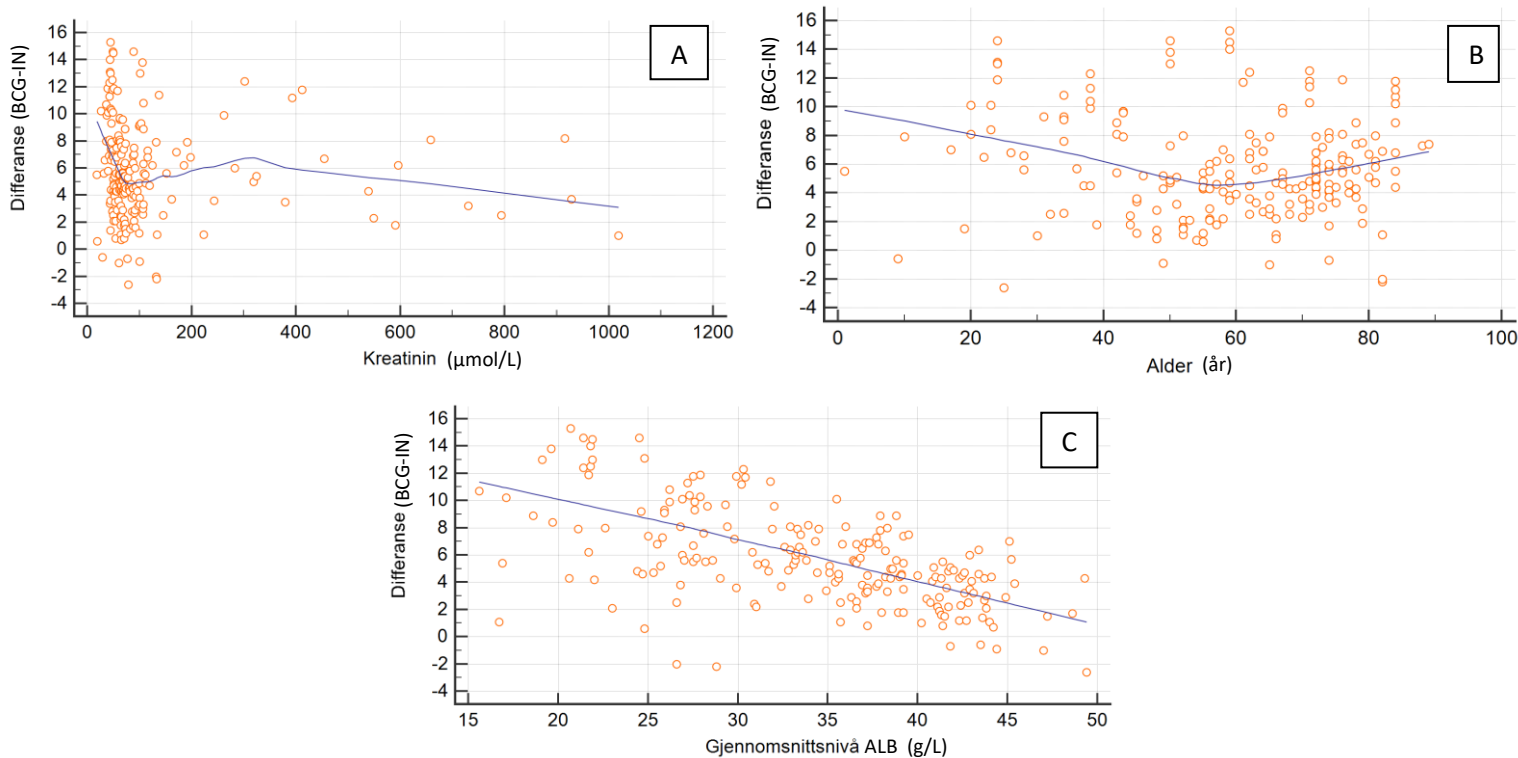 A
Differanse (BCG-IN)
16
14
12
10
8
6
4
2
0
-2
-4
0 200 400 600 800 1000 1200
Kreatinin (µmol/L)
B
Differanse (BCG-IN)
16
14
12
10
8
6
4
2
0
-2
-4
0 20 40 60 80 100
Alder (år)
C
Differanse (BCG-IN)
16
14
12
10
8
6
4
2
0
-2
-4
15 20 25 30 35 40 45 50
Gjennomsnittsnivå ALB (g/L)